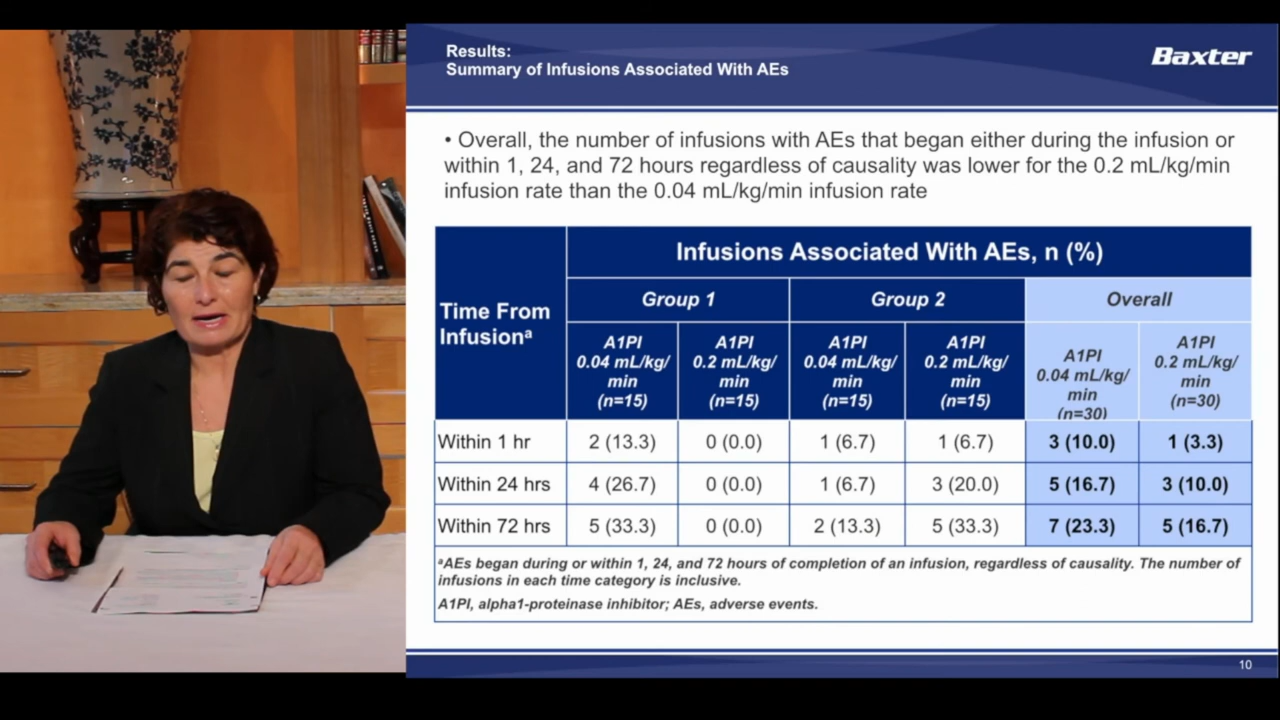 Results:
Summary of Infusions Associated With AEs
Baxter
• Overall, the number of infusions with AEs that began either during the infusion or
within 1, 24, and 72 hours regardless of causality was lower for the 0.2 mL/kg/min
infusion rate than the 0.04 mL/kg/min infusion rate
Time From
Infusionᵃ
Infusions Associated With AEs, n (%)
Group 1
Group 2
Overall
A1PI
0.04 mL/kg/
min
(n=15)
A1PI
0.2 mL/kg/
min
(n=15)
A1PI
0.04 mL/kg/
min
(n=15)
A1PI
0.2 mL/kg/
min
(n=15)
A1PI
0.04 mL/kg/
min
(n=30)
A1PI
0.2 mL/kg/
min
(n=30)
Within 1 hr 2 (13.3) 0 (0.0) 1 (6.7) 1 (6.7) 3 (10.0) 1 (3.3)
Within 24 hrs 4 (26.7) 0 (0.0) 1 (6.7) 3 (20.0) 5 (16.7) 3 (10.0)
Within 72 hrs 5 (33.3) 0 (0.0) 2 (13.3) 5 (33.3) 7 (23.3) 5 (16.7)
ᵃAEs began during or within 1, 24, and 72 hours of completion of an infusion, regardless of causality. The number of
infusions in each time category is inclusive.
A1PI, alpha1-proteinase inhibitor; AEs, adverse events.
10